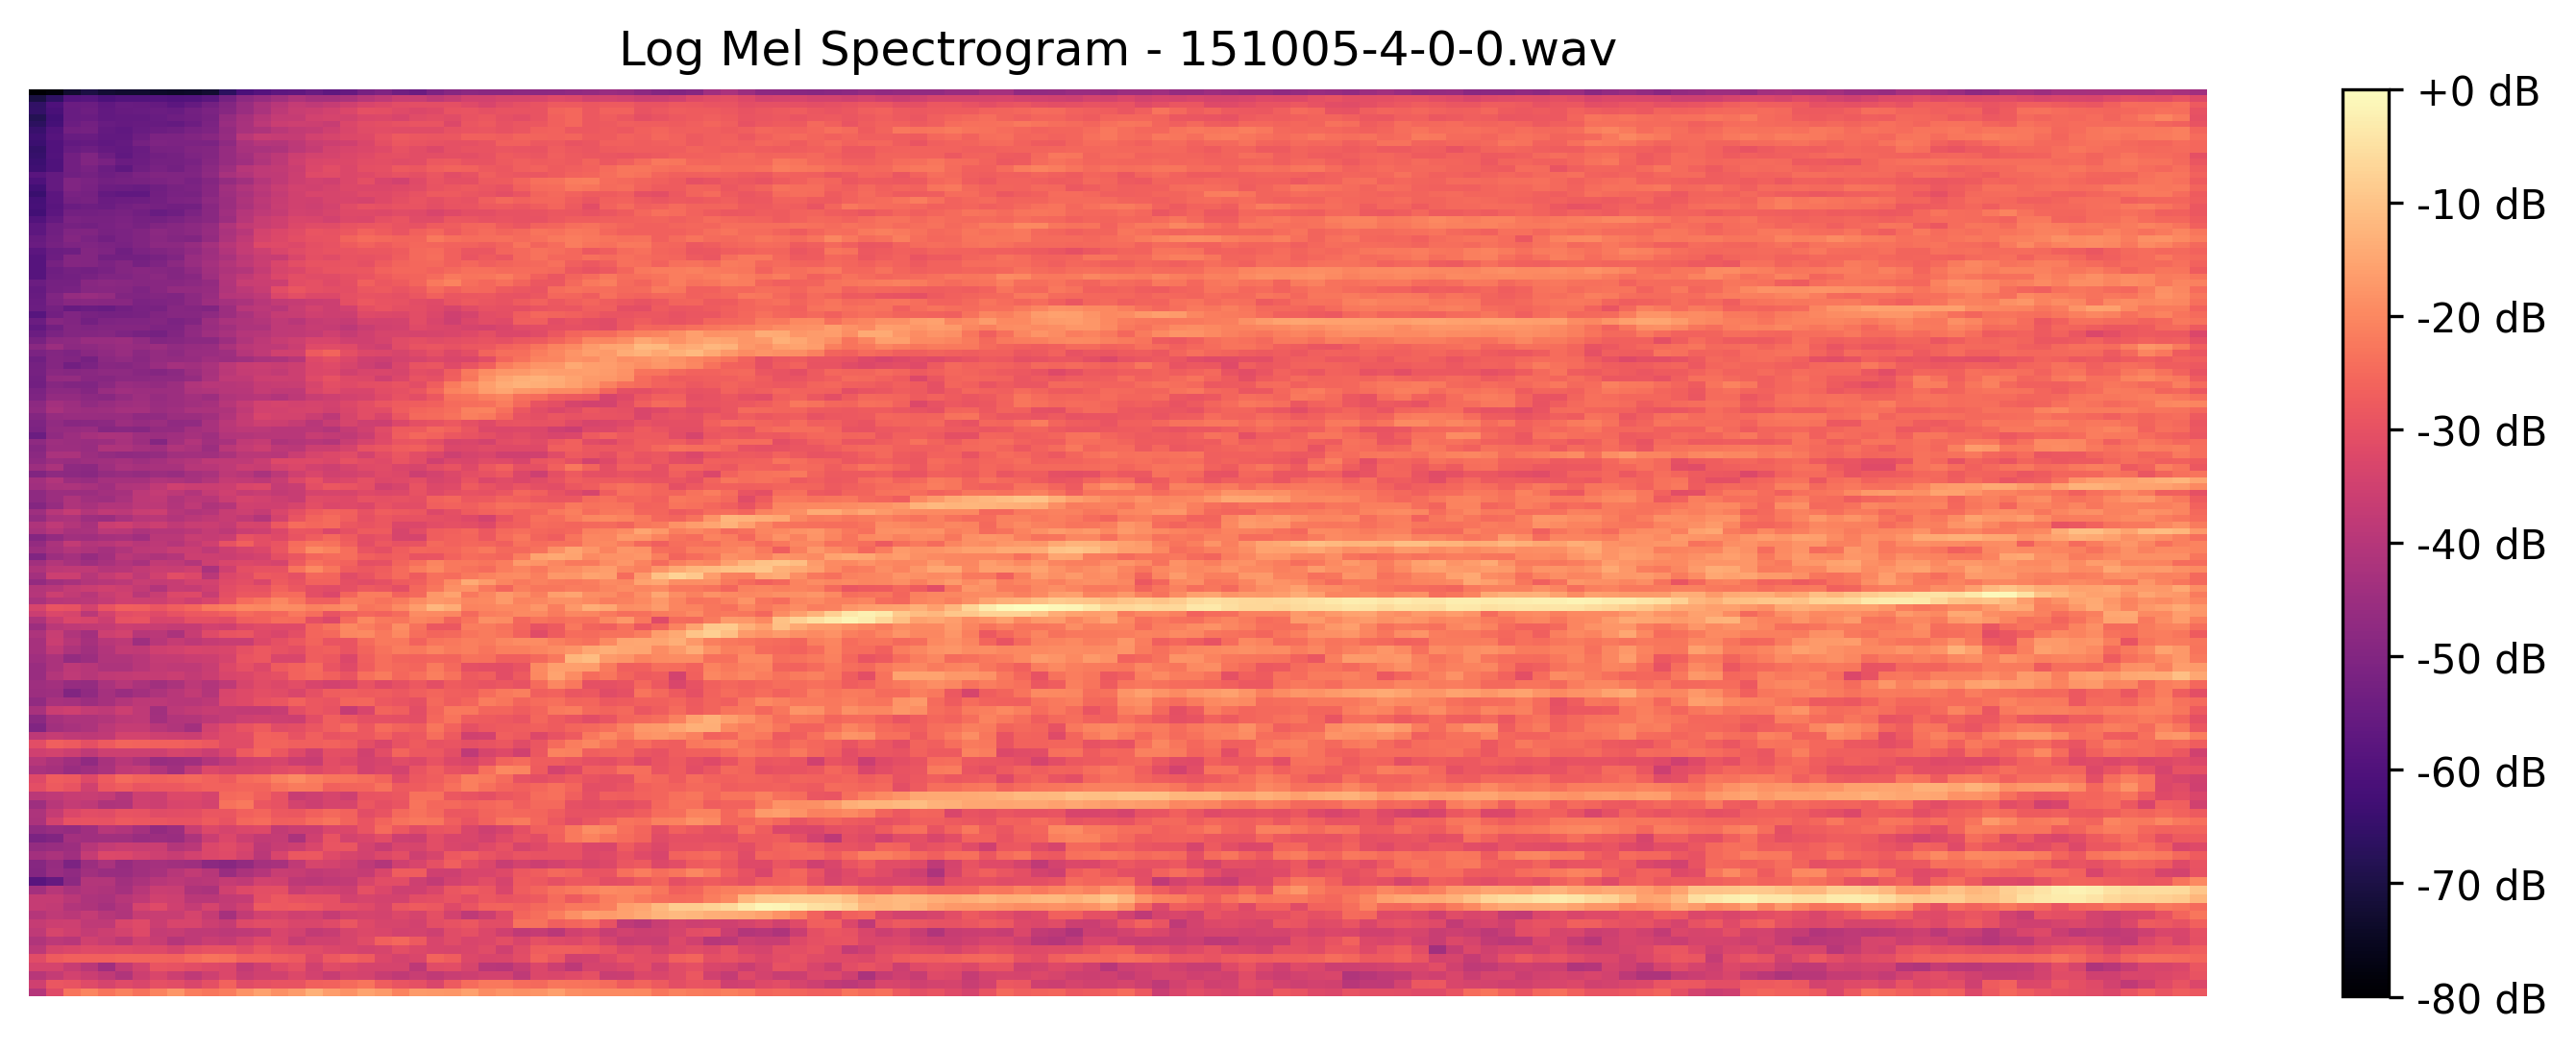 Log Mel Spectrogram - 151005-4-0-0.wav
+0 dB
-10 dB
-20 dB
-30 dB
-40 dB
-50 dB
-60 dB
-70 dB
-80 dB